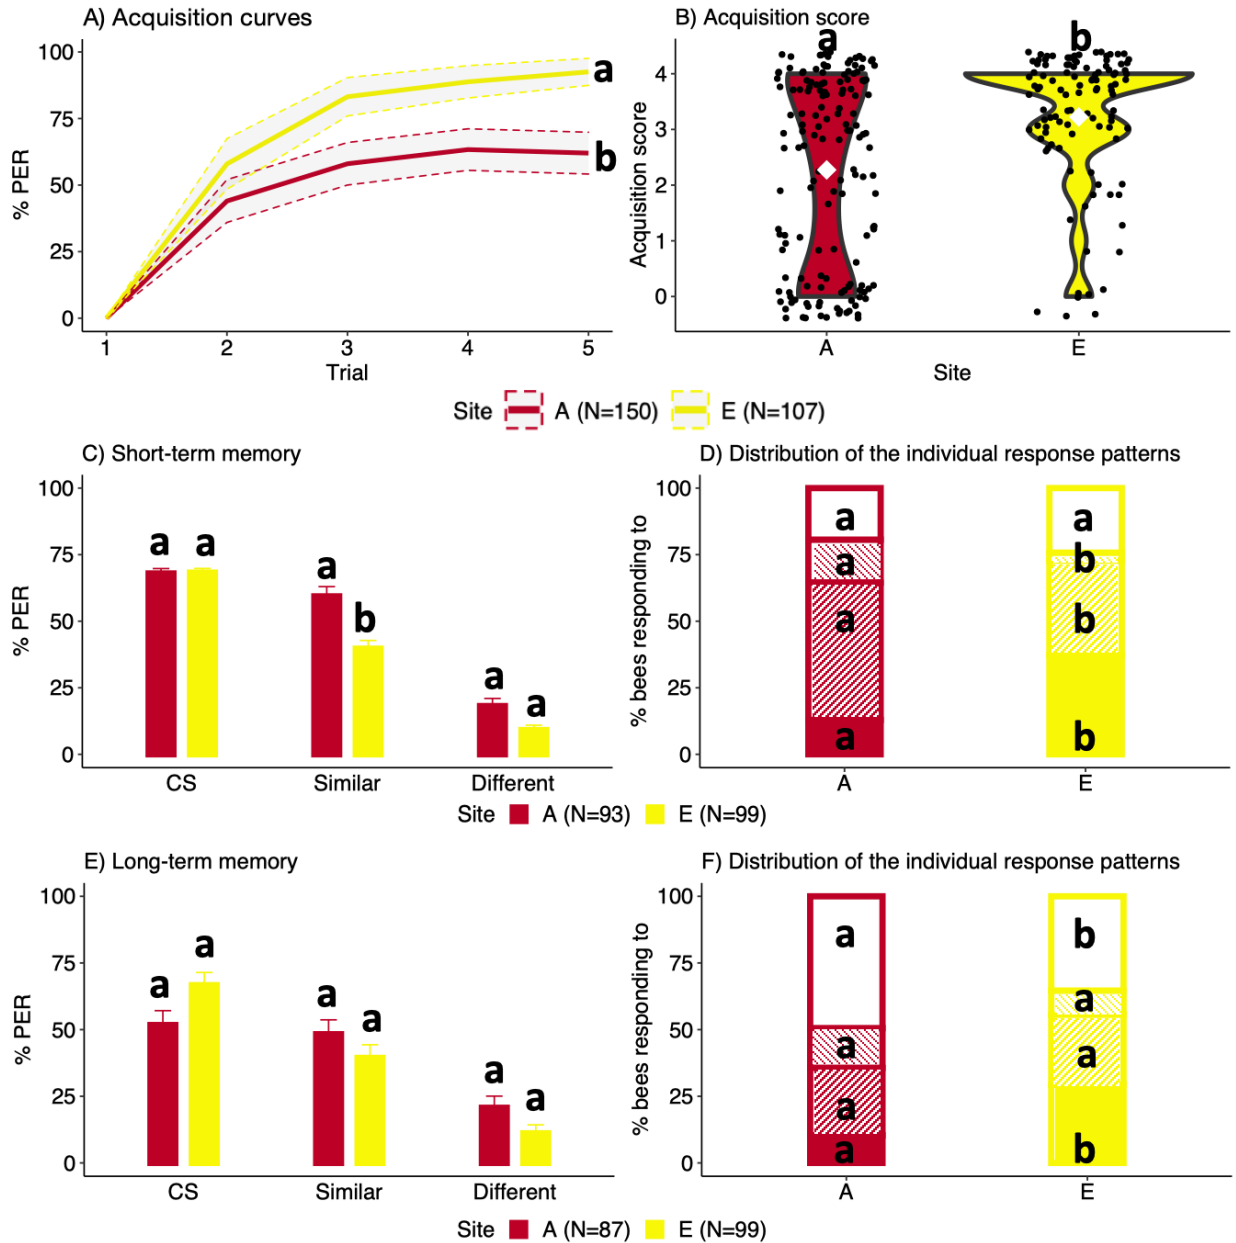 A) Acquisition curves
% PER
100
75
50
25
0
a
b
1 2 3 4 5
Trial
B) Acquisition score
Acquisition score
4
3
2
1
0
a b
A E
Site
Site A (N=150) E (N=107)
C) Short-term memory
% PER
100
75
50
25
0
a a a b a a
CS Similar Different
D) Distribution of the individual response patterns
% bees responding to
100
75
50
25
0
a a
a b
a b
a b
A E
Site A (N=93) E (N=99)
E) Long-term memory
% PER
100
75
50
25
0
a a a a a a
CS Similar Different
F) Distribution of the individual response patterns
% bees responding to
100
75
50
25
0
a b
a a
a a
a b
A E
Site A (N=87) E (N=99)